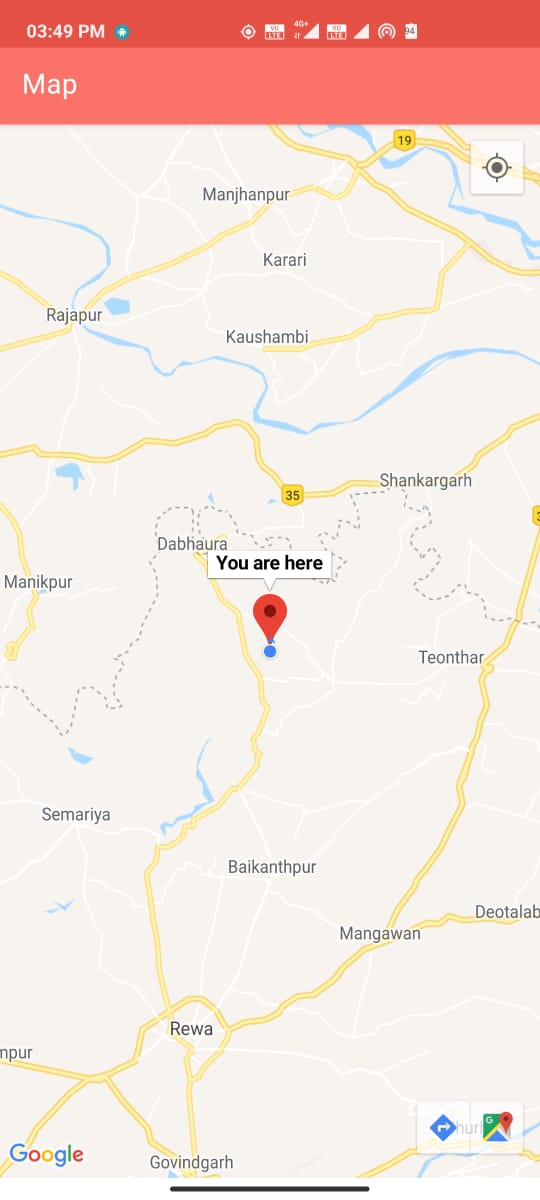 03:49 PM
VO LTE
4G+
VO LTE
94
Map
19
Manjhanpur
Karari
Rajapur
Kaushambi
Shankargarh
35
Dabhaura
You are here
Manikpur
Teonthar
Semariya
Baikanthpur
Deotalab
Mangawan
Rewa
mpur
Google
Govindgarh